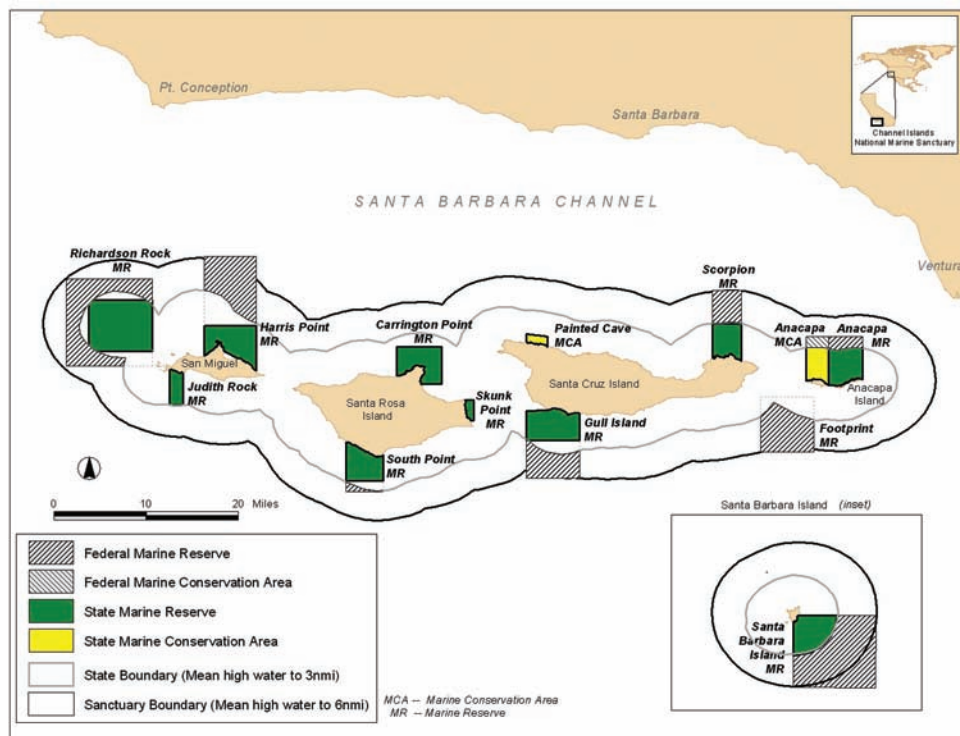 Pt. Conception
Santa Barbara
Channel Islands
National Marine Sanctuary
SANTA BARBARA CHANNEL
Ventura
Richardson Rock
MR
Harris Point
MR
San Miguel
Judith Rock
MR
Carrington Point
MR
Santa Rosa
Island
Skunk
Point
MR
South Point
MR
Painted Cave
MCA
Santa Cruz Island
Gull Island
MR
Scorpion
MR
Anacapa
MCA
Anacapa
MR
Anacapa
Island
Footprint
MR
0 10 20 Miles
Santa Barbara Island (inset)
Santa
Barbara
Island
MR
Federal Marine Reserve
Federal Marine Conservation Area
State Marine Reserve
State Marine Conservation Area
State Boundary (Mean high water to 3nmi)
Sanctuary Boundary (Mean high water to 6nmi)
MCA -- Marine Conservation Area
MR -- Marine Reserve